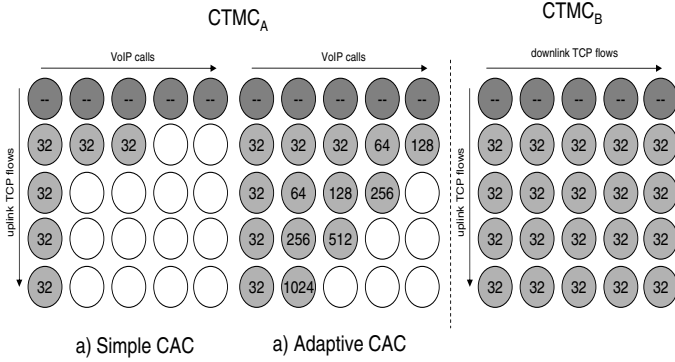 CTMCA
CTMCB
VoIP calls
VoIP calls
downlink TCP flows
uplink TCP flows
uplink TCP flows
-- -- -- -- -- -- -- -- -- -- -- -- -- -- --
32 32 32 32 32 32 64 128 32 32 32 32 32
32 32 64 128 256 32 32 32 32 32
32 32 256 512 32 32 32 32 32
32 32 1024 32 32 32 32 32
a) Simple CAC
a) Adaptive CAC